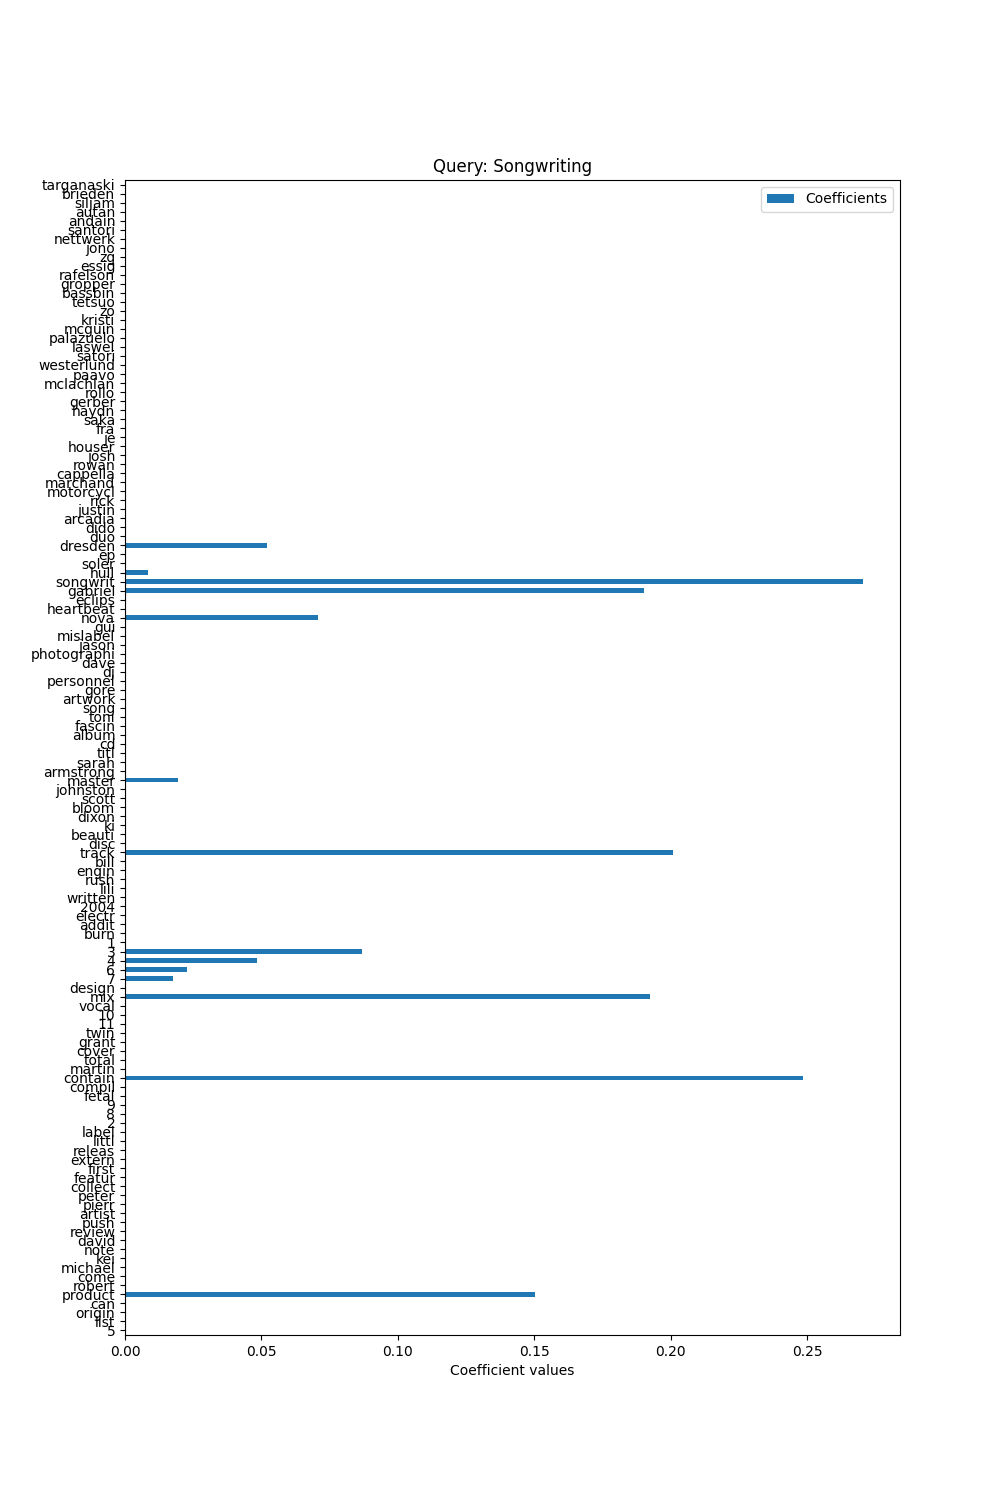 Query: Songwriting
Coefficients
targanaski
brieden
siljam
autan
andain
santori
nettwerk
jono
zg
essig
rafelson
gropper
bassbin
tetsuo
zo
kristi
mcguin
palazuelo
laswel
satori
westerlund
paavo
mclachlan
rollo
gerber
haydn
saka
fra
je
houser
josh
rowan
cappella
marchand
motorcycl
rick
justin
arcadia
dido
duo
dresden
ep
soler
hull
songwrit
gabriel
eclips
heartbeat
nova
gui
mislabel
jason
photographi
dave
dj
personnel
gore
artwork
song
tom
fascin
album
cd
titl
sarah
armstrong
master
johnston
scott
bloom
dixon
ki
beauti
disc
track
bill
engin
rush
lili
written
2004
electr
addit
burn
1
3
4
6
7
design
mix
vocal
10
11
twin
grant
cover
total
martin
contain
compil
fetal
9
8
2
label
littl
releas
extern
first
featur
collect
peter
pierr
artist
push
review
david
note
kei
michael
come
robert
product
can
origin
list
5
0.00 0.05 0.10 0.15 0.20 0.25
Coefficient values